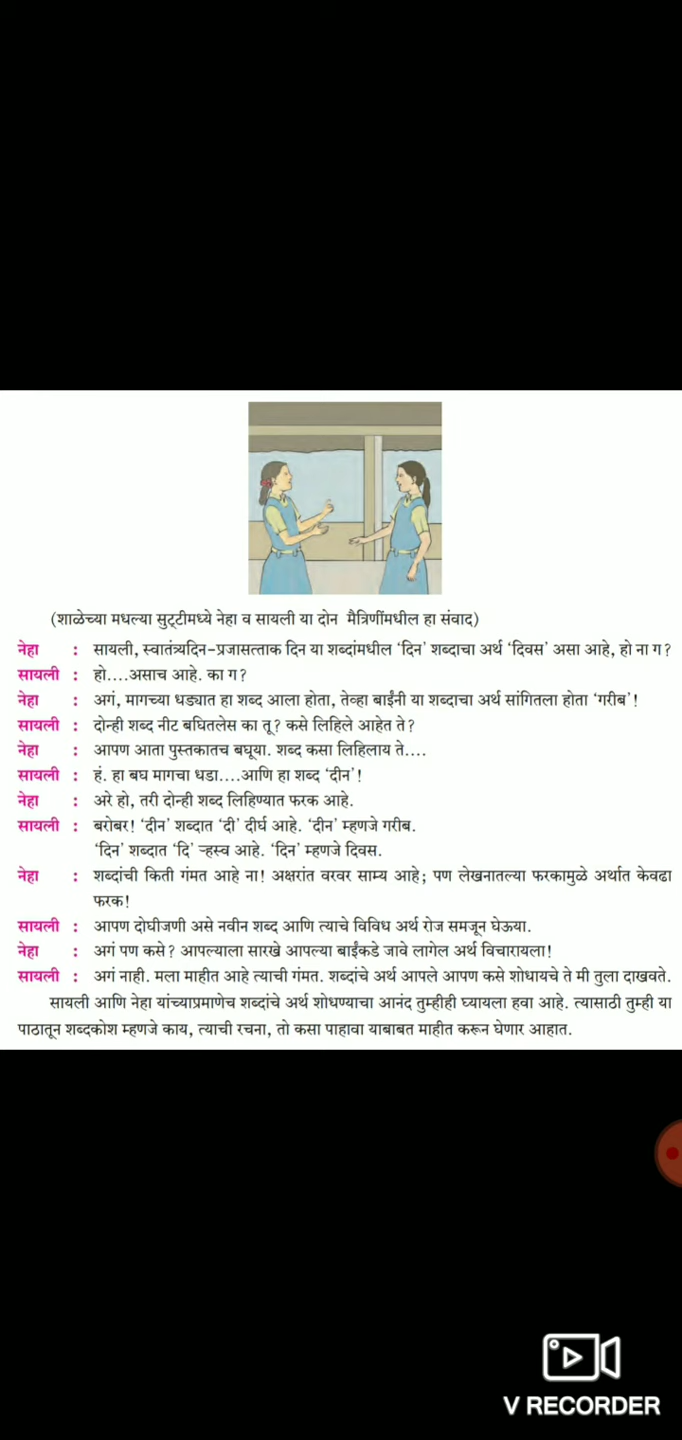 (शाळेच्या मधल्या सुट्टीमध्ये नेहा व सायली या दोन मैत्रिणींमधील हा संवाद)
नेहा : सायली, स्वातंत्र्यदिन-प्रजासत्ताक दिन या शब्दांमधील ‘दिन’ शब्दाचा अर्थ ‘दिवस’ असा आहे, हो ना ग?
सायली : हो....असाच आहे. का ग?
नेहा : अगं, मागच्या धड्यात हा शब्द आला होता, तेव्हा बाईंनी या शब्दाचा अर्थ सांगितला होता ‘गरीब’!
सायली : दोन्ही शब्द नीट बघितलेस का तू? कसे लिहिले आहेत ते?
नेहा : आपण आता पुस्तकातच बघूया. शब्द कसा लिहिलाय ते....
सायली : हं. हा बघ मागचा धडा....आणि हा शब्द ‘दीन’!
नेहा : अरे हो, तरी दोन्ही शब्द लिहिण्यात फरक आहे.
सायली : बरोबर! ‘दीन’ शब्दात ‘दी’ दीर्घ आहे. ‘दीन’ म्हणजे गरीब.
‘दिन’ शब्दात ‘दि’ ऱ्हस्व आहे. ‘दिन’ म्हणजे दिवस.
नेहा : शब्दांची किती गंमत आहे ना! अक्षरांत वरवर साम्य आहे; पण लेखनातल्या फरकामुळे अर्थात केवढा
फरक!
सायली : आपण दोघीजणी असे नवीन शब्द आणि त्याचे विविध अर्थ रोज समजून घेऊया.
नेहा : अगं पण कसे? आपल्याला सारखे आपल्या बाईंकडे जावे लागेल अर्थ विचारायला!
सायली : अगं नाही. मला माहीत आहे त्याची गंमत. शब्दांचे अर्थ आपले आपण कसे शोधायचे ते मी तुला दाखवते.
सायली आणि नेहा यांच्याप्रमाणेच शब्दांचे अर्थ शोधण्याचा आनंद तुम्हीही घ्यायला हवा आहे. त्यासाठी तुम्ही या
पाठातून शब्दकोश म्हणजे काय, त्याची रचना, तो कसा पाहावा याबाबत माहीत करून घेणार आहात.
V RECORDER